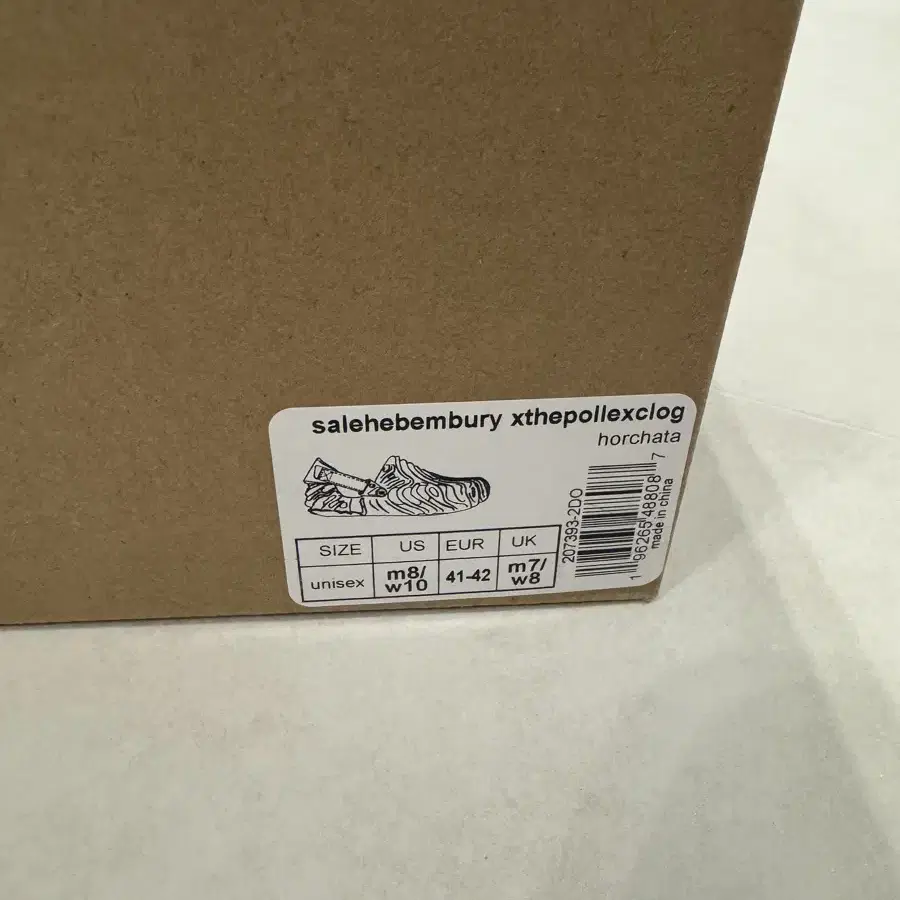 salehebembury xthepollexclog
horchata
SIZE US EUR UK
unisex m8/w10 41-42 m7/w8
207393-2DO
1 96265 48808 7
made in china